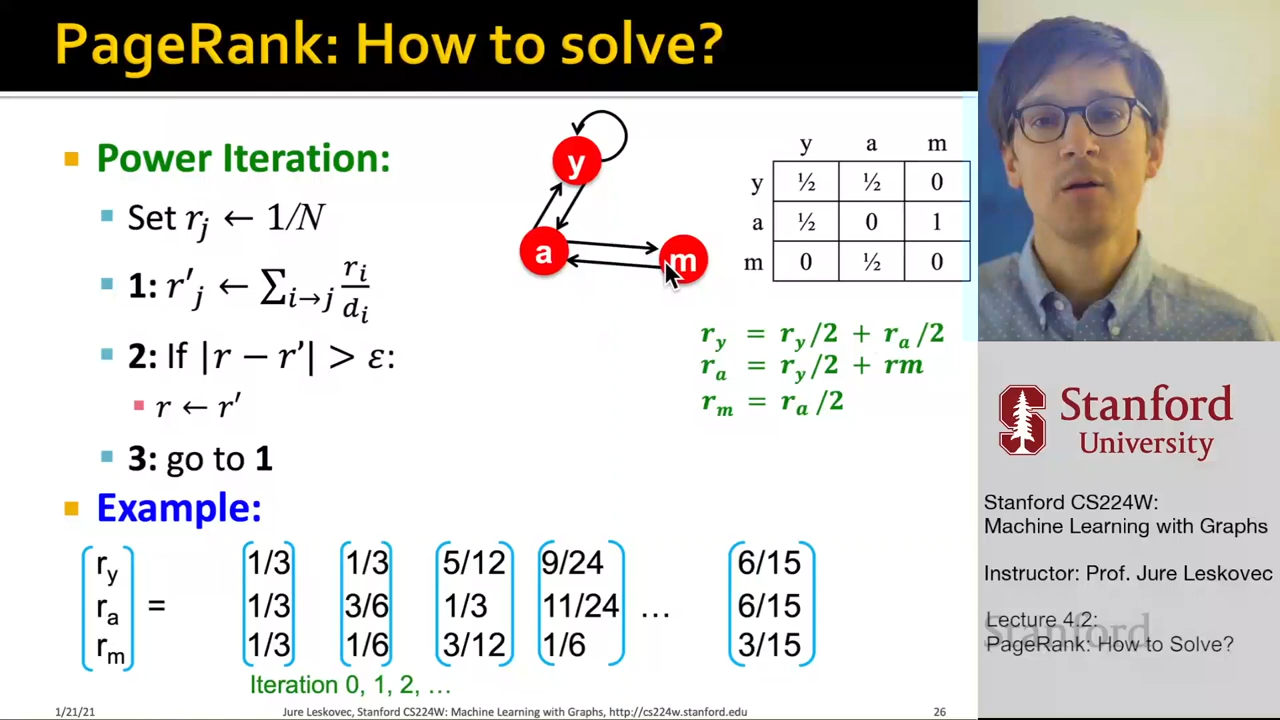 PageRank: How to solve?
Power Iteration:
Set r_j ← 1/N
1: r'_j ← ∑_{i→j} r_i/d_i
2: If |r − r'| > ε:
r ← r'
3: go to 1
y
a
m
y a m
y ½ ½ 0
a ½ 0 1
m 0 ½ 0
r_y = r_y/2 + r_a/2
r_a = r_y/2 + rm
r_m = r_a/2
Example:
r_y 1/3 1/3 5/12 9/24 6/15
r_a = 1/3 3/6 1/3 11/24 … 6/15
r_m 1/3 1/6 3/12 1/6 3/15
Iteration 0, 1, 2, …
1/21/21 Jure Leskovec, Stanford CS224W: Machine Learning with Graphs, http://cs224w.stanford.edu 26
Stanford
University
Stanford CS224W:
Machine Learning with Graphs
Instructor: Prof. Jure Leskovec
Lecture 4.2:
Stanford
PageRank: How to Solve?